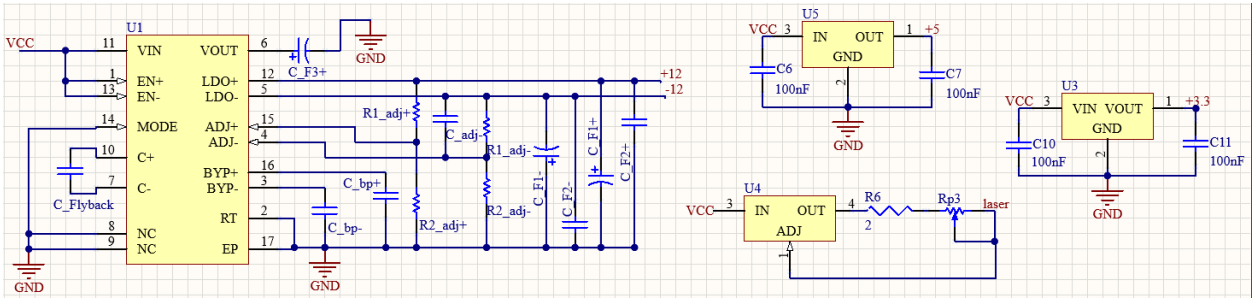 U1
VCC
11 VIN VOUT 6
C_F3+
GND
1 EN+ LDO+ 12
+12
13 EN- LDO- 5
-12
14 MODE ADJ+ 15
ADJ- 4
10 C+
BYP+ 16
7 C- BYP- 3
C_Flyback
RT 2
8 NC
9 NC EP 17
GND
R1_adj+
C_adj-
R1_adj-
C_bp+
C_bp-
R2_adj+
R2_adj-
C_F1-
C_F2-
C_F1+
C_F2+
GND
U5
VCC 3 IN OUT 1 +5
GND
2
C6
100nF
C7
100nF
GND
U3
VCC 3 VIN VOUT 1 +3.3
GND
2
C10
100nF
C11
100nF
GND
U4
VCC 3 IN OUT 4
ADJ
1
R6
2
Rp3
laser